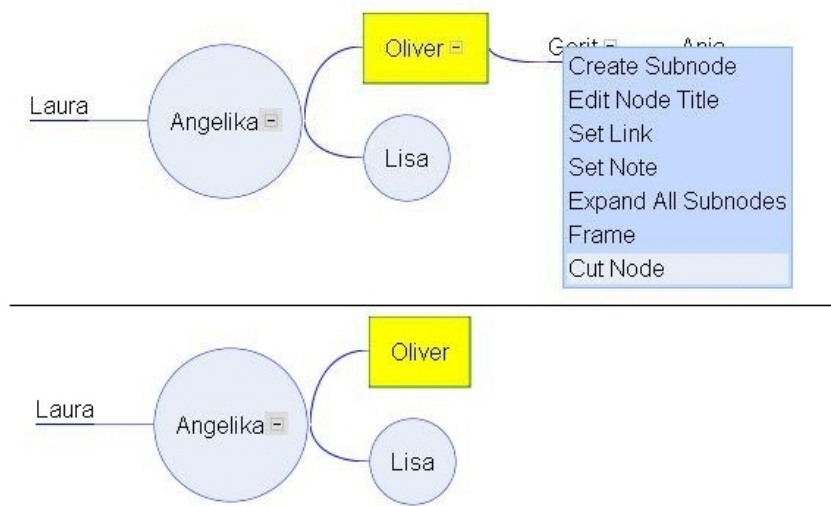 Oliver
Laura
Angelika
Lisa
Create Subnode
Edit Node Title
Set Link
Set Note
Expand All Subnodes
Frame
Cut Node
Oliver
Laura
Angelika
Lisa